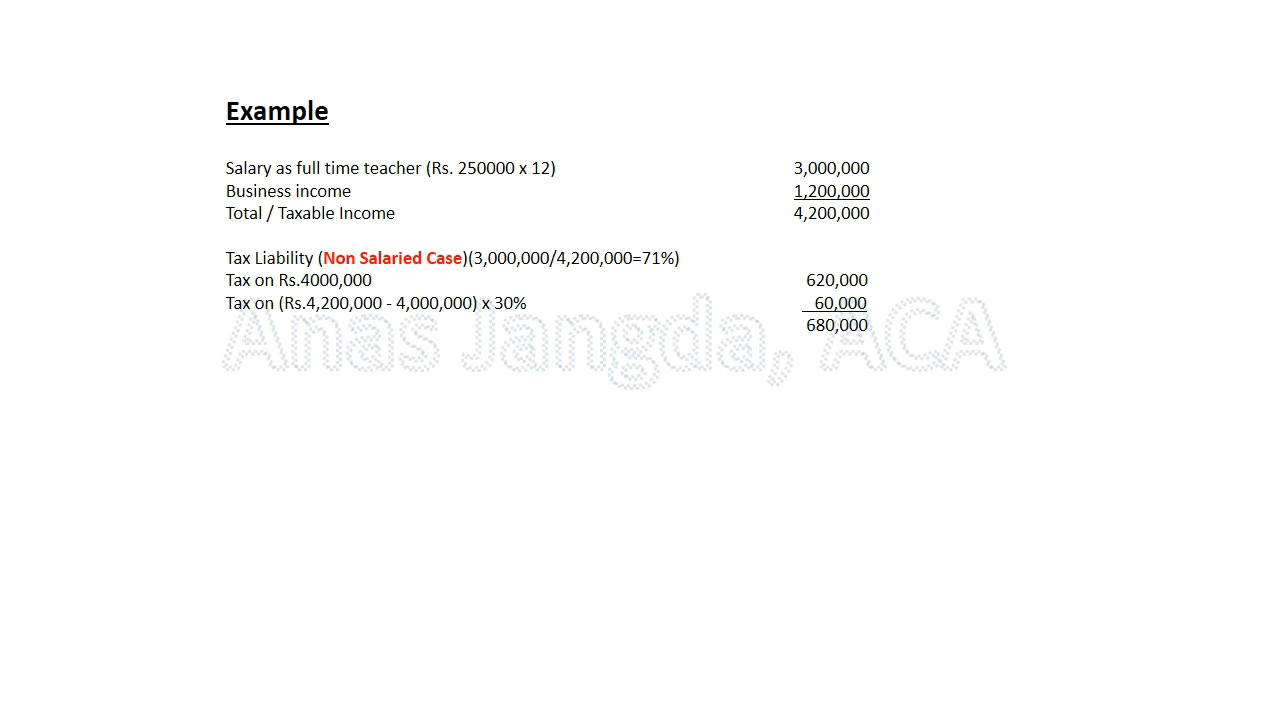 Example
Salary as full time teacher (Rs. 250000 x 12) 3,000,000
Business income 1,200,000
Total / Taxable Income 4,200,000
Tax Liability (Non Salaried Case)(3,000,000/4,200,000=71%)
Tax on Rs.4000,000 620,000
Tax on (Rs.4,200,000 - 4,000,000) x 30% 60,000
680,000
Anas Jangda, ACA